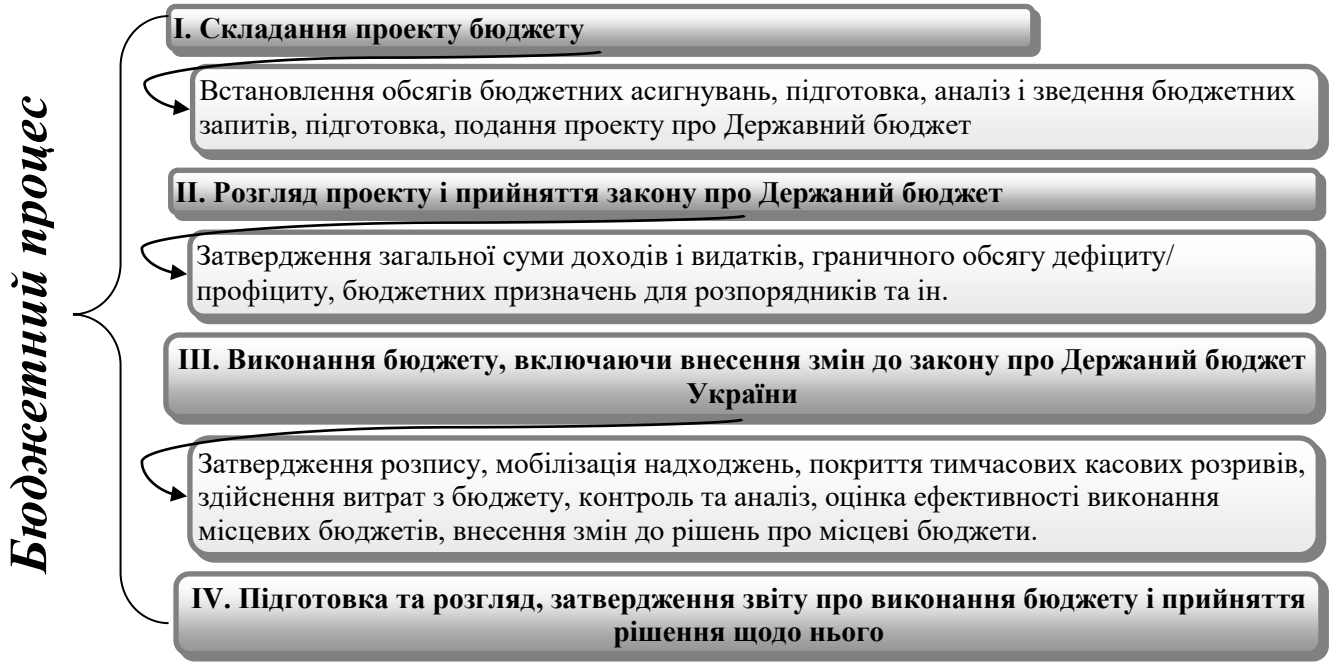 Бюджетний процес
І. Складання проекту бюджету
Встановлення обсягів бюджетних асигнувань, підготовка, аналіз і зведення бюджетних
запитів, підготовка, подання проекту про Державний бюджет
ІІ. Розгляд проекту і прийняття закону про Держаний бюджет
Затвердження загальної суми доходів і видатків, граничного обсягу дефіциту/
профіциту, бюджетних призначень для розпорядників та ін.
ІІІ. Виконання бюджету, включаючи внесення змін до закону про Держаний бюджет
України
Затвердження розпису, мобілізація надходжень, покриття тимчасових касових розривів,
здійснення витрат з бюджету, контроль та аналіз, оцінка ефективності виконання
місцевих бюджетів, внесення змін до рішень про місцеві бюджети.
IV. Підготовка та розгляд, затвердження звіту про виконання бюджету і прийняття
рішення щодо нього